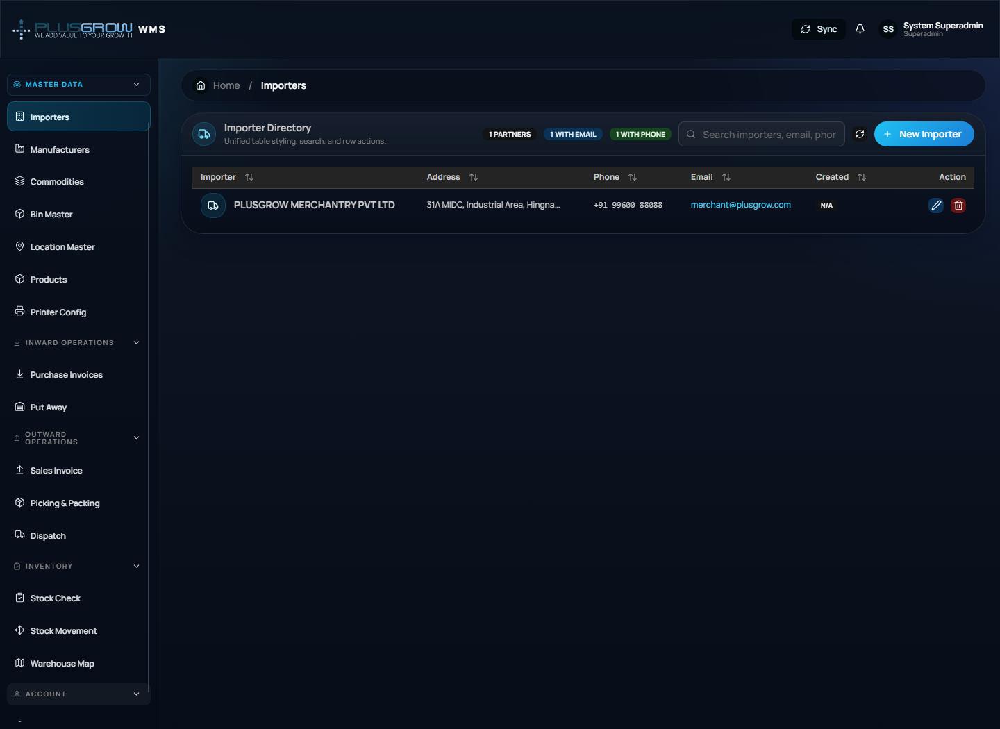 PLUSGROW WMS
WE ADD VALUE TO YOUR GROWTH
Sync
SS
System Superadmin
Superadmin
MASTER DATA
Importers
Manufacturers
Commodities
Bin Master
Location Master
Products
Printer Config
INWARD OPERATIONS
Purchase Invoices
Put Away
OUTWARD
OPERATIONS
Sales Invoice
Picking & Packing
Dispatch
INVENTORY
Stock Check
Stock Movement
Warehouse Map
ACCOUNT
Home / Importers
Importer Directory
Unified table styling, search, and row actions.
1 PARTNERS
1 WITH EMAIL
1 WITH PHONE
Search importers, email, phor
+ New Importer
Importer Address Phone Email Created Action
PLUSGROW MERCHANTRY PVT LTD 31A MIDC, Industrial Area, Hingna... +91 99600 88088 merchant@plusgrow.com N/A